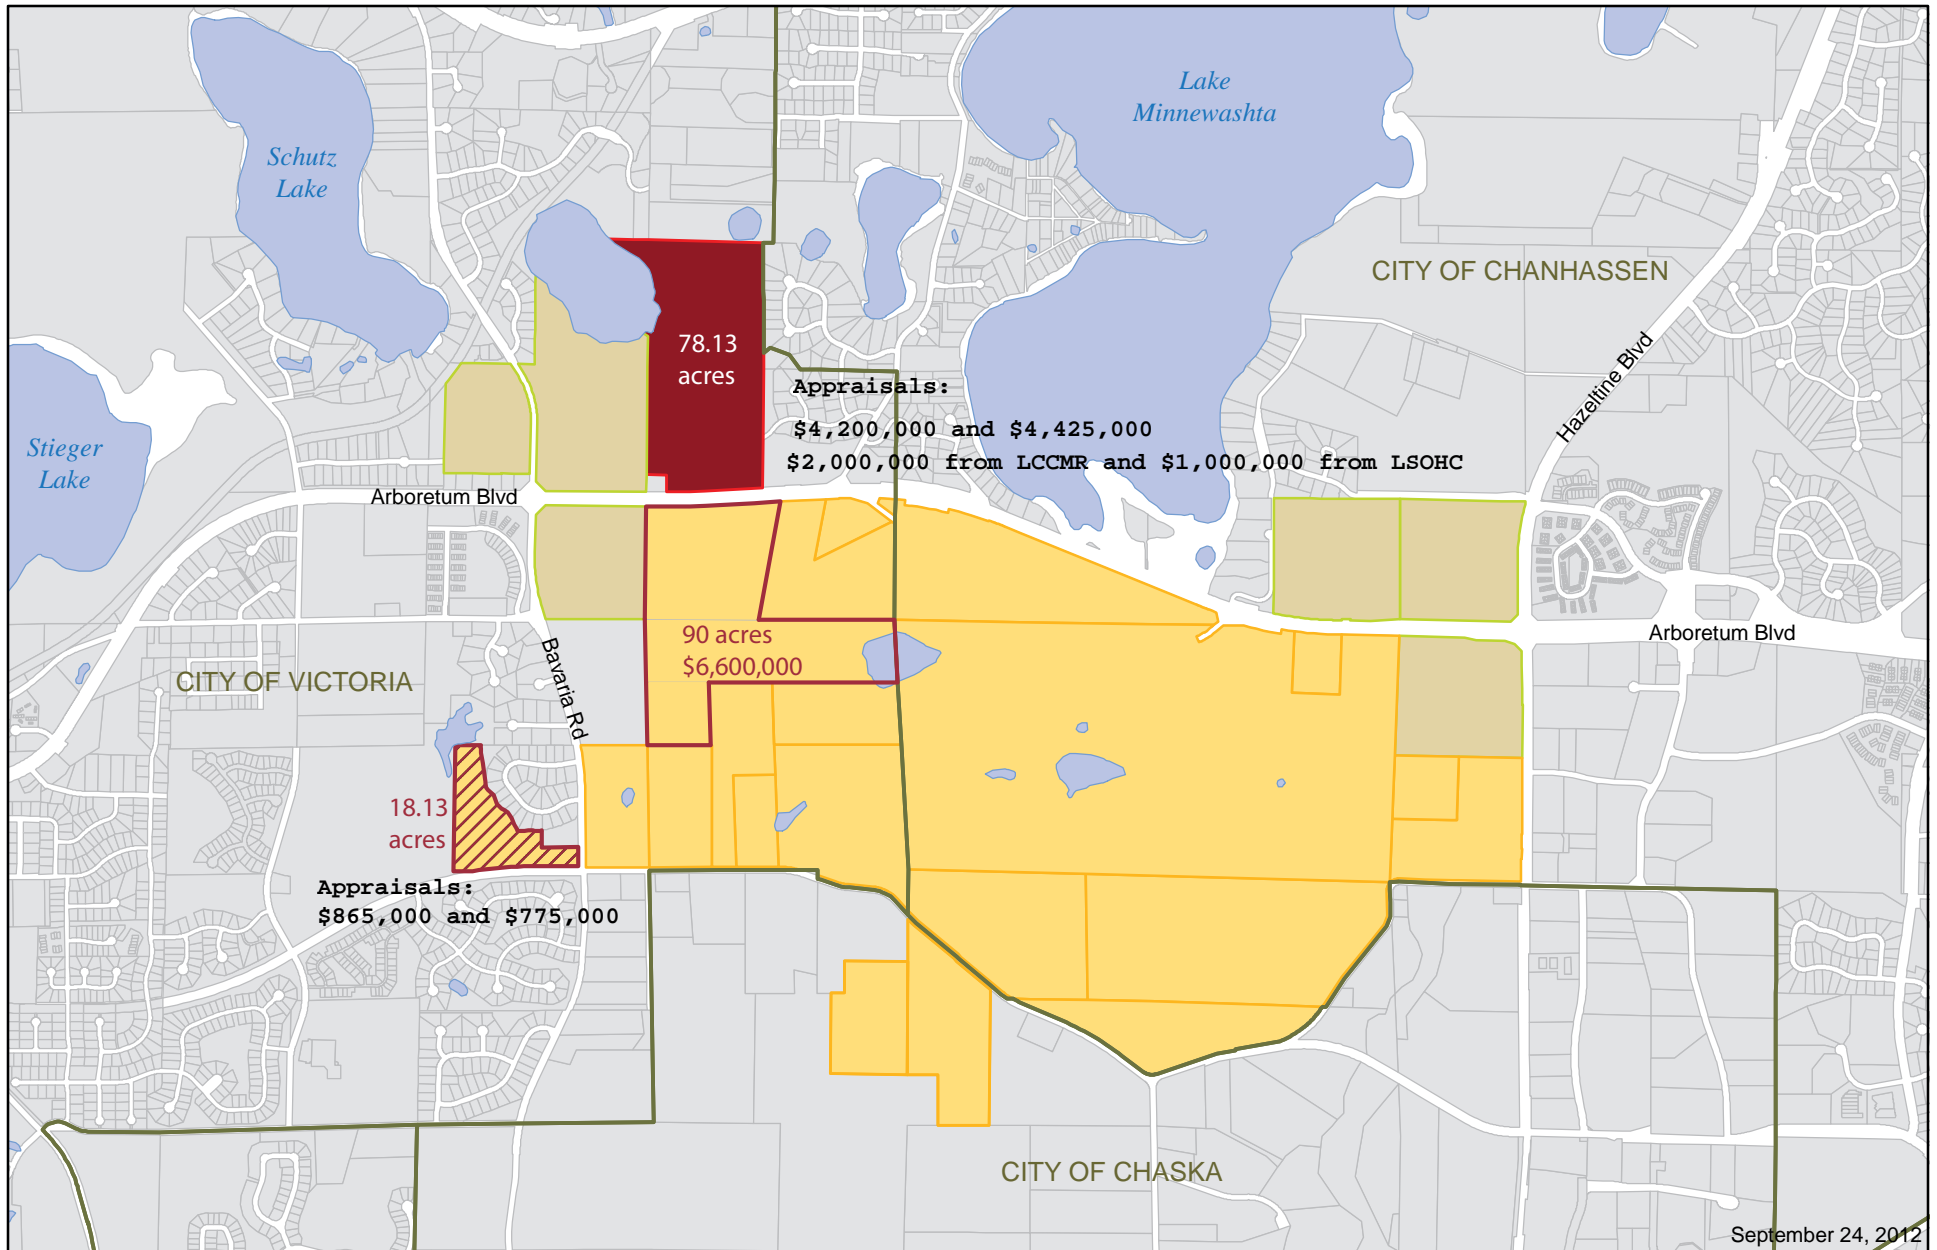 Lake
Minnewashta
Schutz
Lake
CITY OF CHANHASSEN
78.13
acres
Hazeltine Blvd
Appraisals:
$4,200,000 and $4,425,000
$2,000,000 from LCCMR and $1,000,000 from LSOHC
Stieger
Lake
Arboretum Blvd
90 acres
$6,600,000
Arboretum Blvd
Bavaria Rd
CITY OF VICTORIA
18.13
acres
Appraisals:
$865,000 and $775,000
CITY OF CHASKA
September 24, 2012